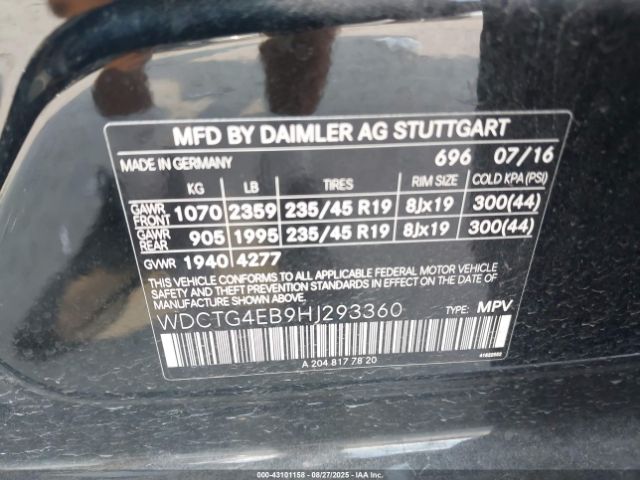 MFD BY DAIMLER AG STUTTGART
MADE IN GERMANY 696 07/16
KG LB TIRES RIM SIZE COLD KPA (PSI)
GAWR FRONT 1070 2359 235/45 R19 8Jx19 300(44)
GAWR REAR 905 1995 235/45 R19 8Jx19 300(44)
GVWR 1940 4277
THIS VEHICLE CONFORMS TO ALL APPLICABLE FEDERAL MOTOR VEHICLE
SAFETY, BUMPER, AND THEFT PREVENTION STANDARDS IN EFFECT
ON THE DATE OF MANUFACTURE SHOWN ABOVE.
WDCTG4EB9HJ293360 TYPE: MPV
A 204 817 78 20
000-43101158 - 08/27/2025 - IAAI.COM